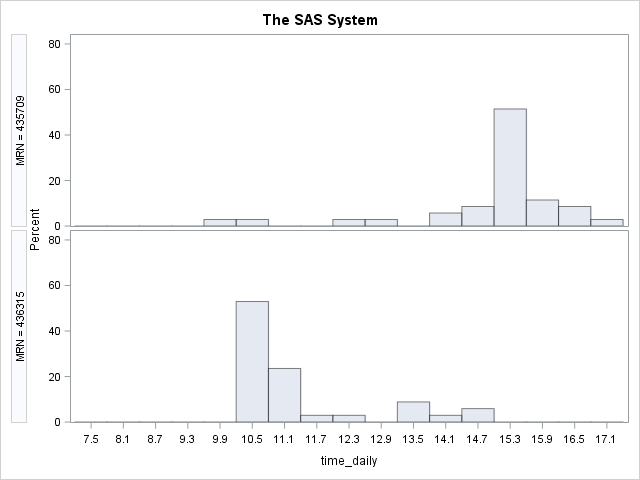 The SAS System
MRN = 435709
80
60
40
20
0
Percent
MRN = 436315
80
60
40
20
0
7.5 8.1 8.7 9.3 9.9 10.5 11.1 11.7 12.3 12.9 13.5 14.1 14.7 15.3 15.9 16.5 17.1
time_daily